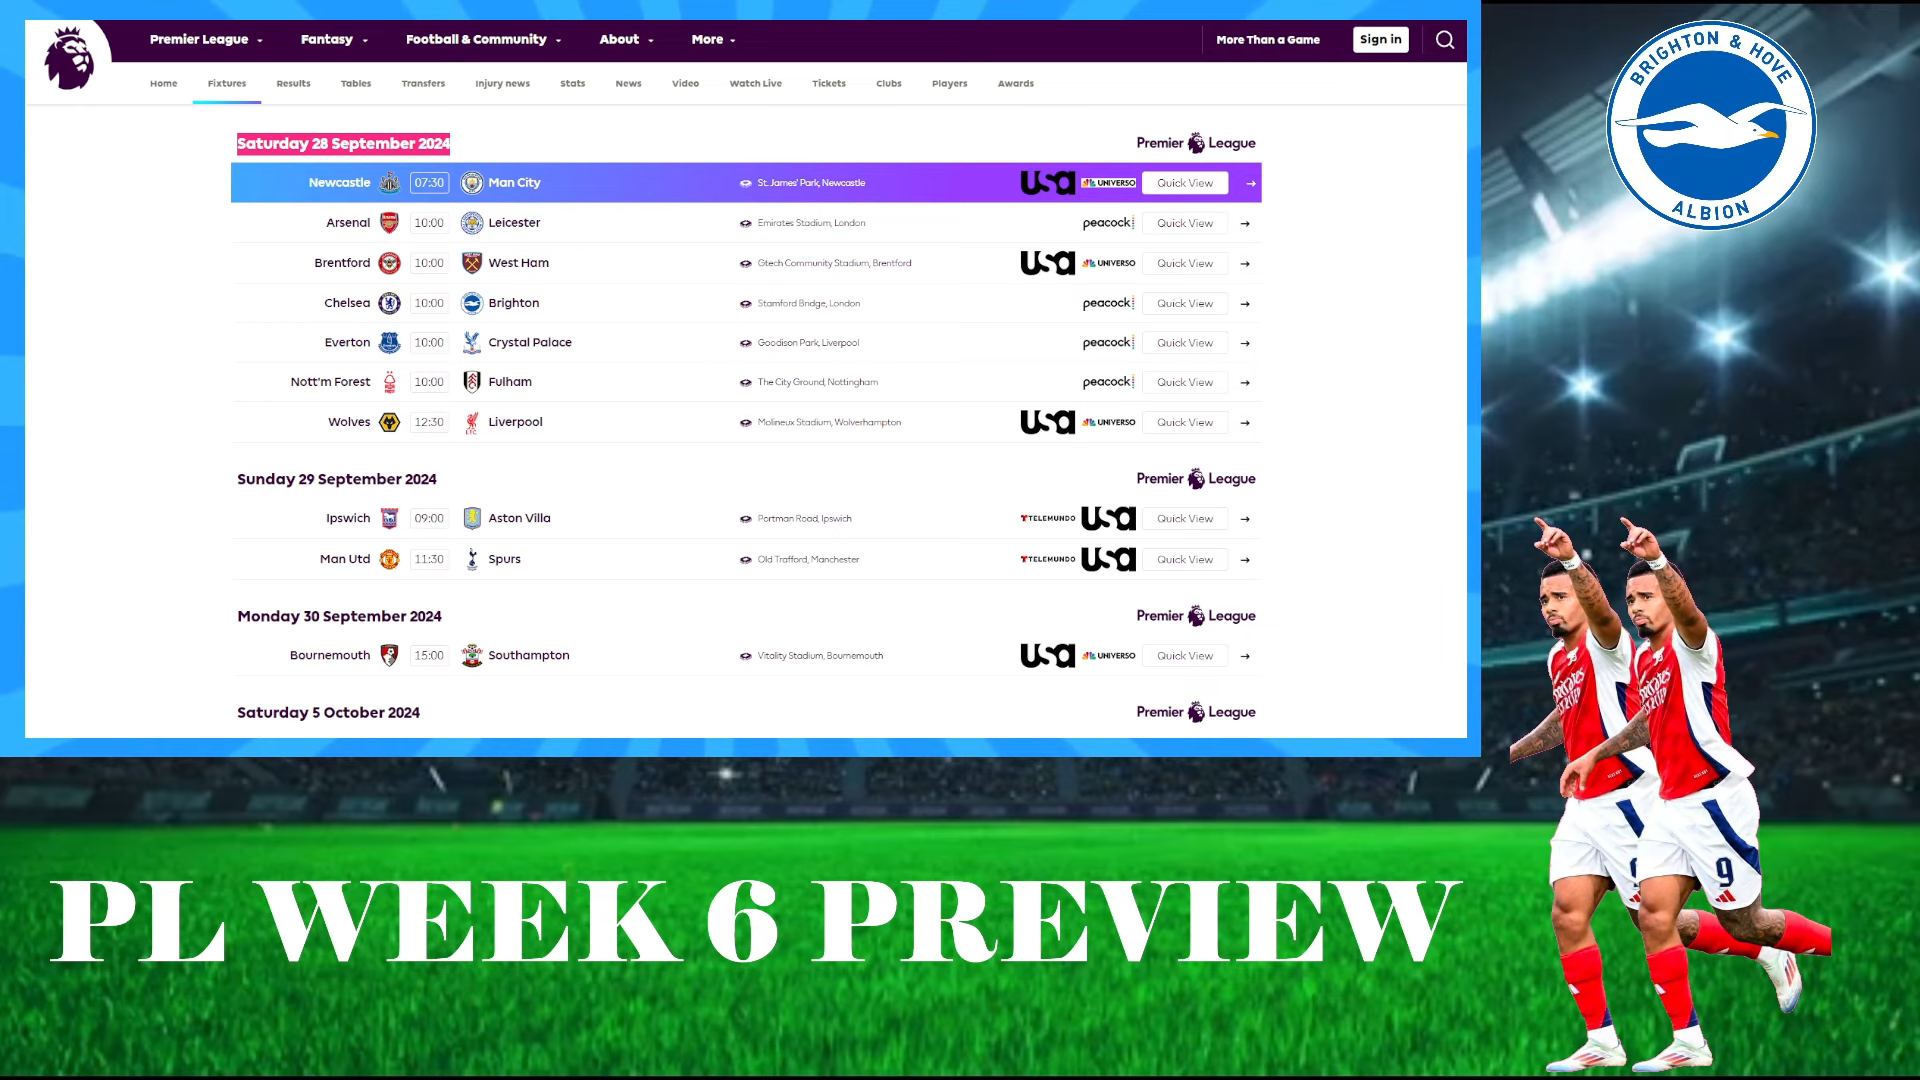 Premier League Fantasy Football & Community About More More Than a Game Sign in
Home Fixtures Results Tables Transfers Injury news Stats News Video Watch Live Tickets Clubs Players Awards
Saturday 28 September 2024 Premier League
Newcastle 07:30 Man City St. James' Park, Newcastle USA UNIVERSO Quick View
Arsenal 10:00 Leicester Emirates Stadium, London peacock Quick View
Brentford 10:00 West Ham Gtech Community Stadium, Brentford USA UNIVERSO Quick View
Chelsea 10:00 Brighton Stamford Bridge, London peacock Quick View
Everton 10:00 Crystal Palace Goodison Park, Liverpool peacock Quick View
Nott'm Forest 10:00 Fulham The City Ground, Nottingham peacock Quick View
Wolves 12:30 Liverpool Molineux Stadium, Wolverhampton USA UNIVERSO Quick View
Sunday 29 September 2024 Premier League
Ipswich 09:00 Aston Villa Portman Road, Ipswich TELEMUNDO USA Quick View
Man Utd 11:30 Spurs Old Trafford, Manchester TELEMUNDO USA Quick View
Monday 30 September 2024 Premier League
Bournemouth 15:00 Southampton Vitality Stadium, Bournemouth USA UNIVERSO Quick View
Saturday 5 October 2024 Premier League
BRIGHTON & HOVE
ALBION
9
PL WEEK 6 PREVIEW